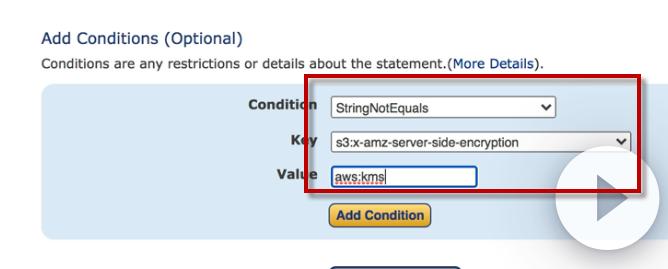 Add Conditions (Optional)
Conditions are any restrictions or details about the statement.(More Details).
Condition StringNotEquals
Key s3:x-amz-server-side-encryption
Value aws:kms
Add Condition